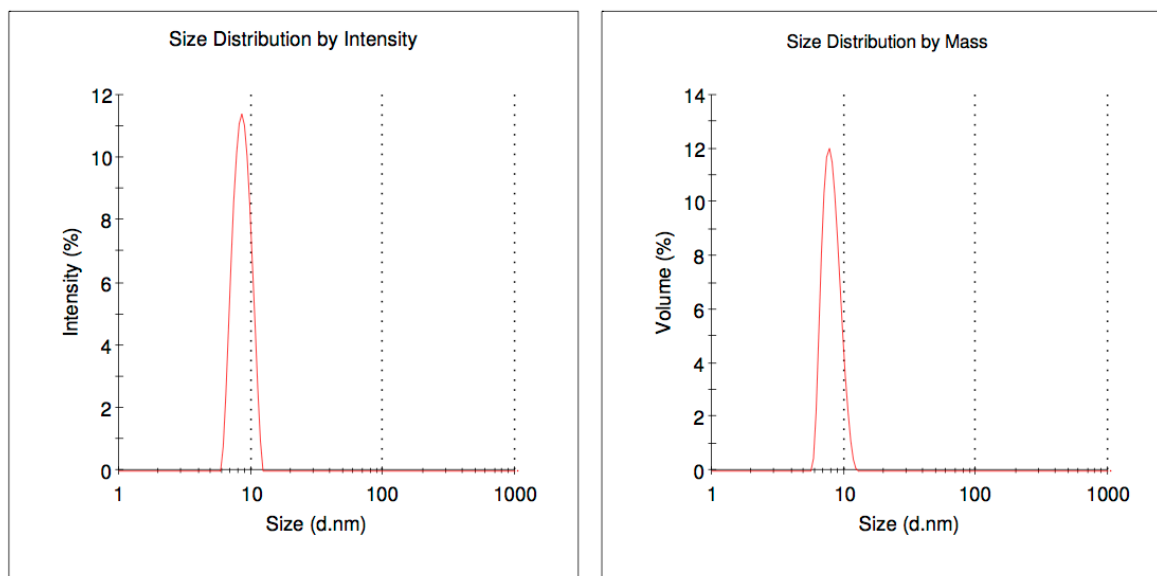 Size Distribution by Intensity
12
10
8
6
4
2
0
Intensity (%)
1 10 100 1000
Size (d.nm)
Size Distribution by Mass
14
12
10
8
6
4
2
0
Volume (%)
1 10 100 1000
Size (d.nm)